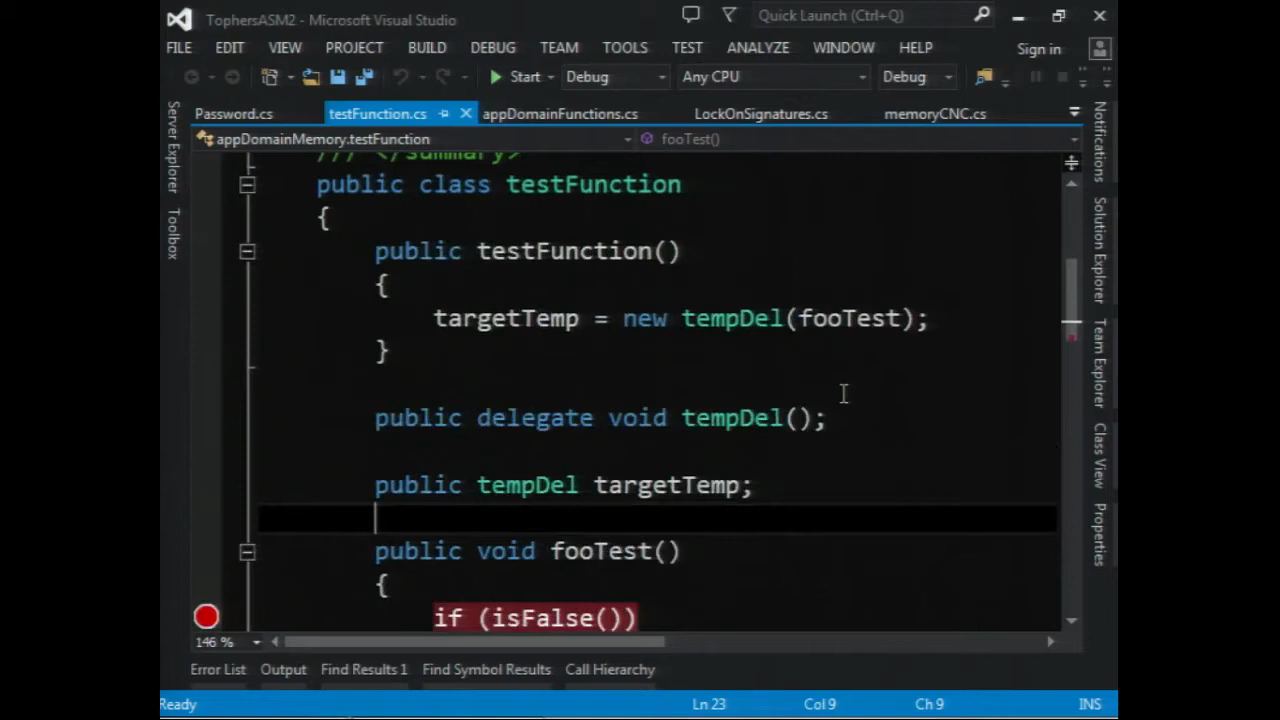 TophersASM2 - Microsoft Visual Studio
Quick Launch (Ctrl+Q)
FILE EDIT VIEW PROJECT BUILD DEBUG TEAM TOOLS TEST ANALYZE WINDOW HELP Sign in
Start Debug Any CPU Debug
Password.cs testFunction.cs appDomainFunctions.cs LockOnSignatures.cs memoryCNC.cs
appDomainMemory.testFunction fooTest()
/// </summary>
public class testFunction
{
public testFunction()
{
targetTemp = new tempDel(fooTest);
}
public delegate void tempDel();
public tempDel targetTemp;
public void fooTest()
{
if (isFalse())
146 %
Server Explorer
Toolbox
Notifications
Solution Explorer
Team Explorer
Class View
Properties
Error List Output Find Results 1 Find Symbol Results Call Hierarchy
Ready Ln 23 Col 9 Ch 9 INS